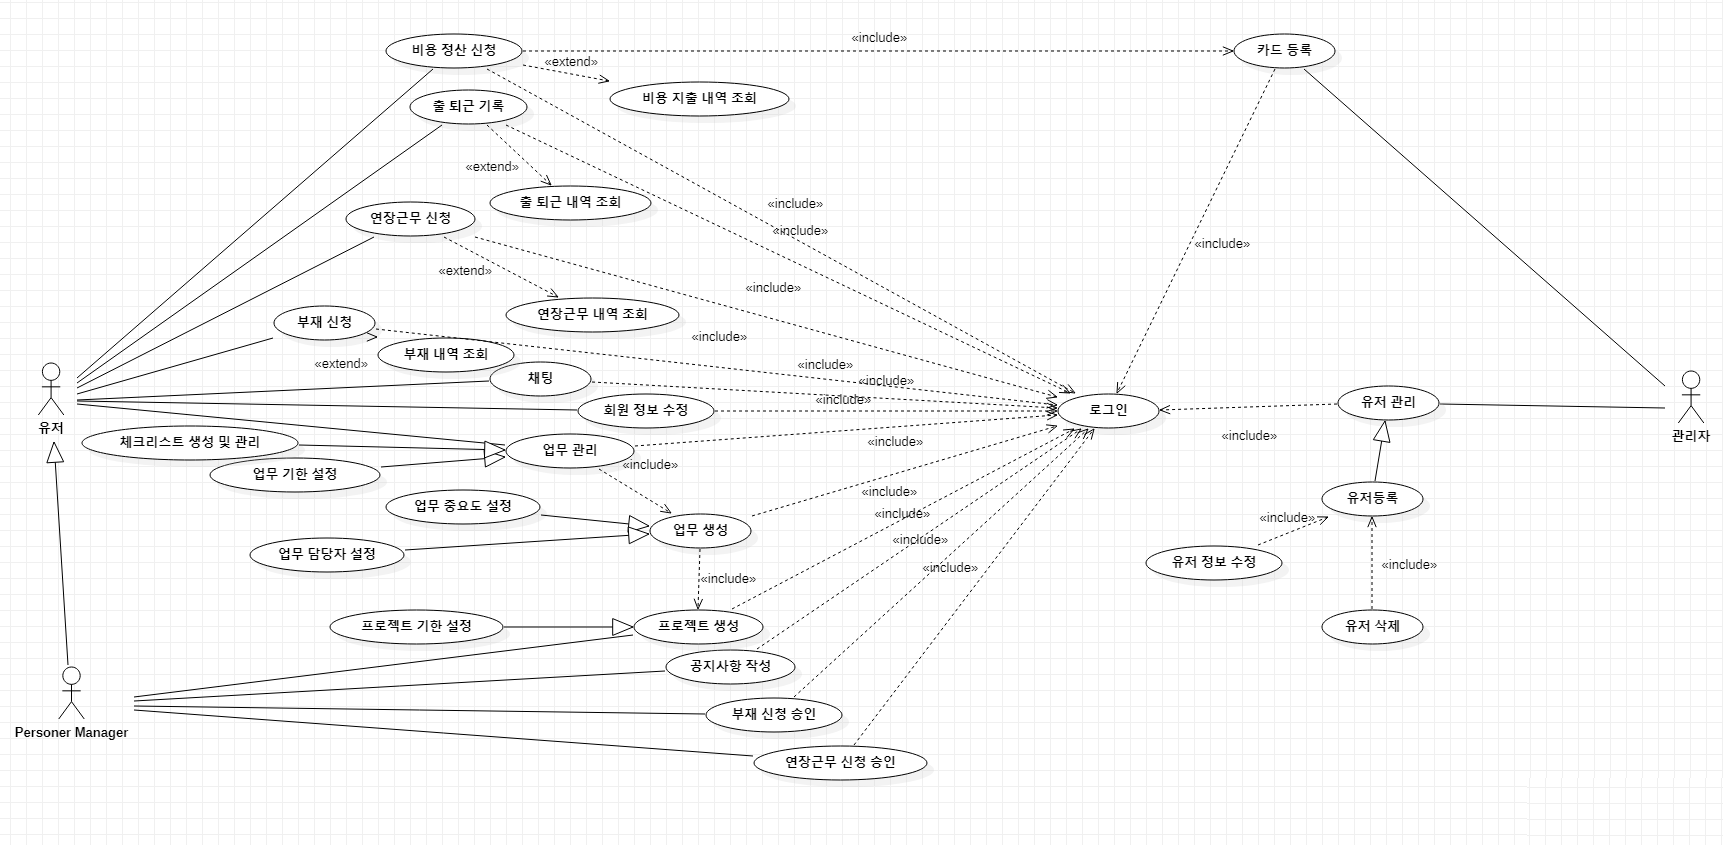 «include»
비용 정산 신청
카드 등록
«extend»
비용 지출 내역 조회
출 퇴근 기록
«extend»
출 퇴근 내역 조회
«include»
연장근무 신청
«include»
«include»
«extend»
«include»
연장근무 내역 조회
부재 신청
«include»
부재 내역 조회
«extend»
«include»
채팅
«include»
«include»
회원 정보 수정
로그인
유저 관리
유저
관리자
체크리스트 생성 및 관리
업무 관리
«include»
«include»
업무 기한 설정
«include»
«include»
유저등록
업무 중요도 설정
«include»
«include»
업무 생성
업무 담당자 설정
«include»
유저 정보 수정
«include»
«include»
«include»
프로젝트 기한 설정
프로젝트 생성
유저 삭제
공지사항 작성
부재 신청 승인
Personer Manager
연장근무 신청 승인